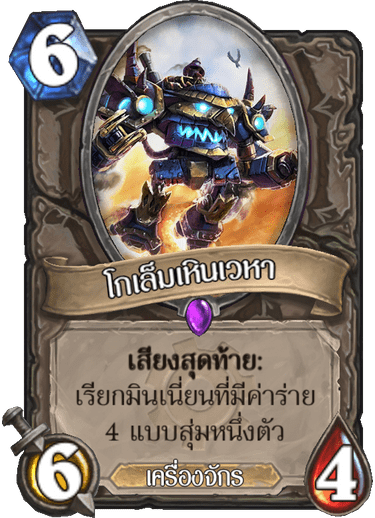 6
โกเล็มเหินเวหา
เสียงสุดท้าย:
เรียกมินเนี่ยนที่มีค่าร่าย
4 แบบสุ่มหนึ่งตัว
6
เครื่องจักร
4